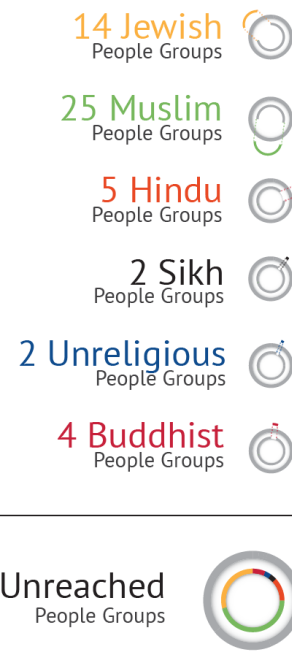 14 Jewish
People Groups
25 Muslim
People Groups
5 Hindu
People Groups
2 Sikh
People Groups
2 Unreligious
People Groups
4 Buddhist
People Groups
Unreached
People Groups